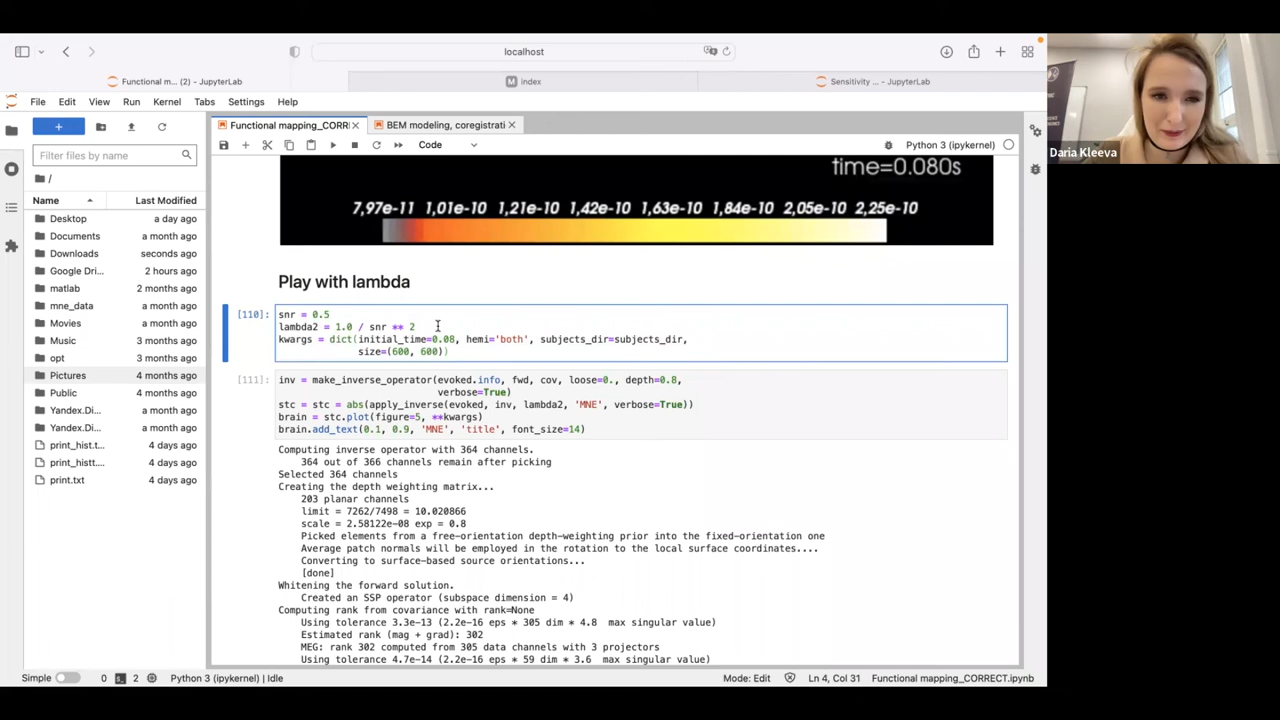 localhost
Functional m... (2) - JupyterLab
index
Sensitivity ... - JupyterLab
File Edit View Run Kernel Tabs Settings Help
Functional mapping_CORRI
BEM modeling, coregistrati
Code
Python 3 (ipykernel)
Filter files by name
/
Name Last Modified
Desktop a day ago
Documents a month ago
Downloads seconds ago
Google Dri... 2 hours ago
matlab 2 months ago
mne_data a month ago
Movies a month ago
Music 3 months ago
opt a month ago
Pictures 4 months ago
Public 4 months ago
Yandex.Di... a month ago
Yandex.Di... a month ago
print_hist.t... 4 days ago
print_histt.... 4 days ago
print.txt 4 days ago
time=0.080s
7,97e-11 1,01e-10 1,21e-10 1,42e-10 1,63e-10 1,84e-10 2,05e-10 2,25e-10
Play with lambda
[110]: snr = 0.5
lambda2 = 1.0 / snr ** 2
kwargs = dict(initial_time=0.08, hemi='both', subjects_dir=subjects_dir,
size=(600, 600))
[111]: inv = make_inverse_operator(evoked.info, fwd, cov, loose=0., depth=0.8,
verbose=True)
stc = stc = abs(apply_inverse(evoked, inv, lambda2, 'MNE', verbose=True))
brain = stc.plot(figure=5, **kwargs)
brain.add_text(0.1, 0.9, 'MNE', 'title', font_size=14)
Computing inverse operator with 364 channels.
364 out of 366 channels remain after picking
Selected 364 channels
Creating the depth weighting matrix...
203 planar channels
limit = 7262/7498 = 10.020866
scale = 2.58122e-08 exp = 0.8
Picked elements from a free-orientation depth-weighting prior into the fixed-orientation one
Average patch normals will be employed in the rotation to the local surface coordinates....
Converting to surface-based source orientations...
[done]
Whitening the forward solution.
Created an SSP operator (subspace dimension = 4)
Computing rank from covariance with rank=None
Using tolerance 3.3e-13 (2.2e-16 eps * 305 dim * 4.8 max singular value)
Estimated rank (mag + grad): 302
MEG: rank 302 computed from 305 data channels with 3 projectors
Using tolerance 4.7e-14 (2.2e-16 eps * 59 dim * 3.6 max singular value)
Simple 0 2 Python 3 (ipykernel) | Idle
Mode: Edit Ln 4, Col 31 Functional mapping_CORRECT.ipynb
Daria Kleeva